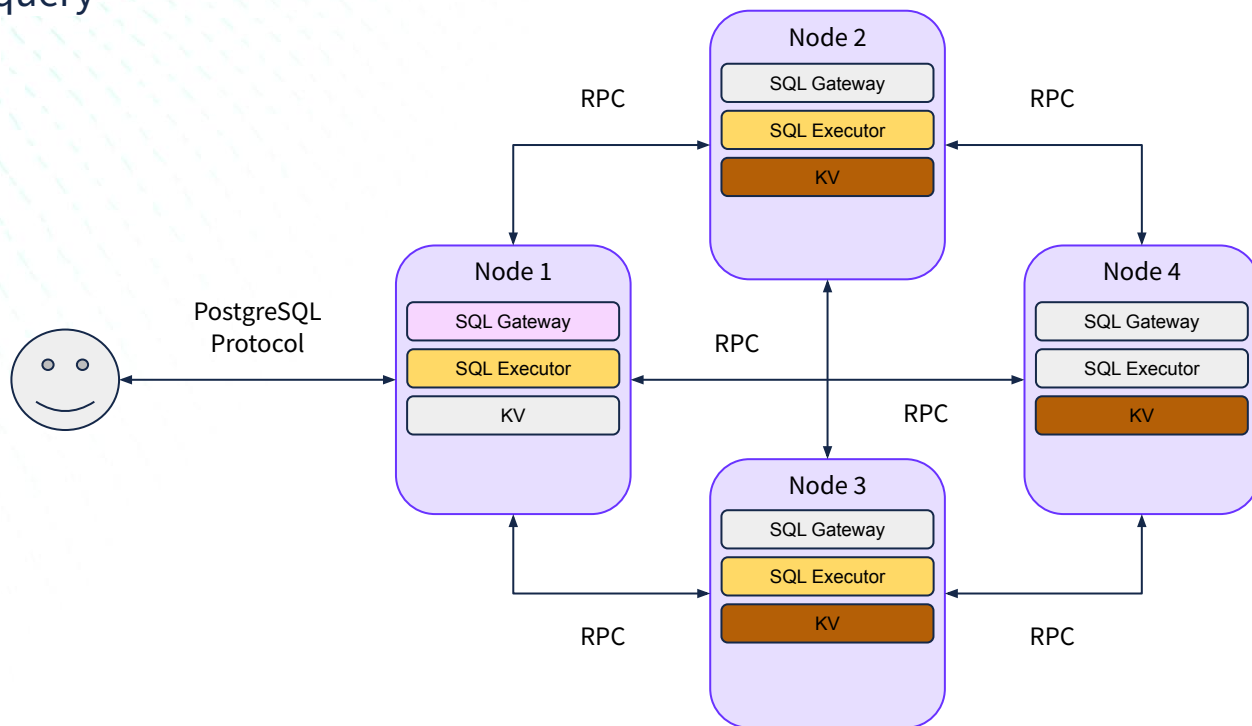 query
Node 2
SQL Gateway
SQL Executor
KV
RPC
RPC
Node 1
SQL Gateway
SQL Executor
KV
PostgreSQL
Protocol
RPC
RPC
Node 4
SQL Gateway
SQL Executor
KV
Node 3
SQL Gateway
SQL Executor
KV
RPC
RPC